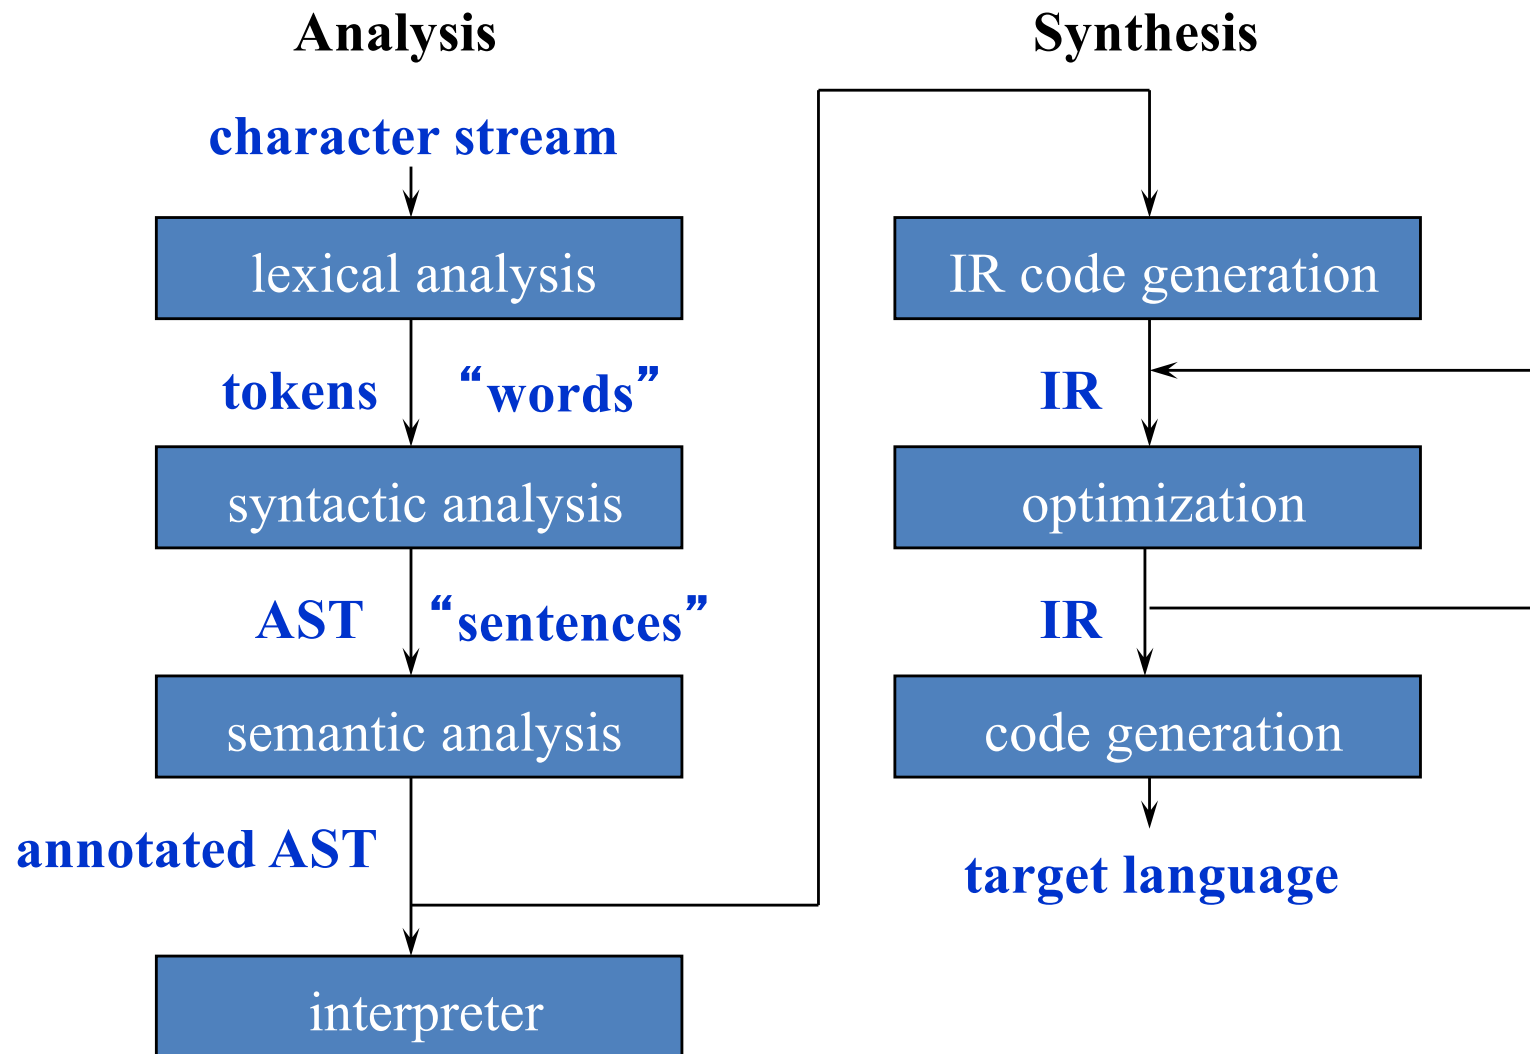 Analysis
character stream
lexical analysis
tokens “words”
syntactic analysis
AST “sentences”
semantic analysis
annotated AST
interpreter
Synthesis
IR code generation
IR
optimization
IR
code generation
target language